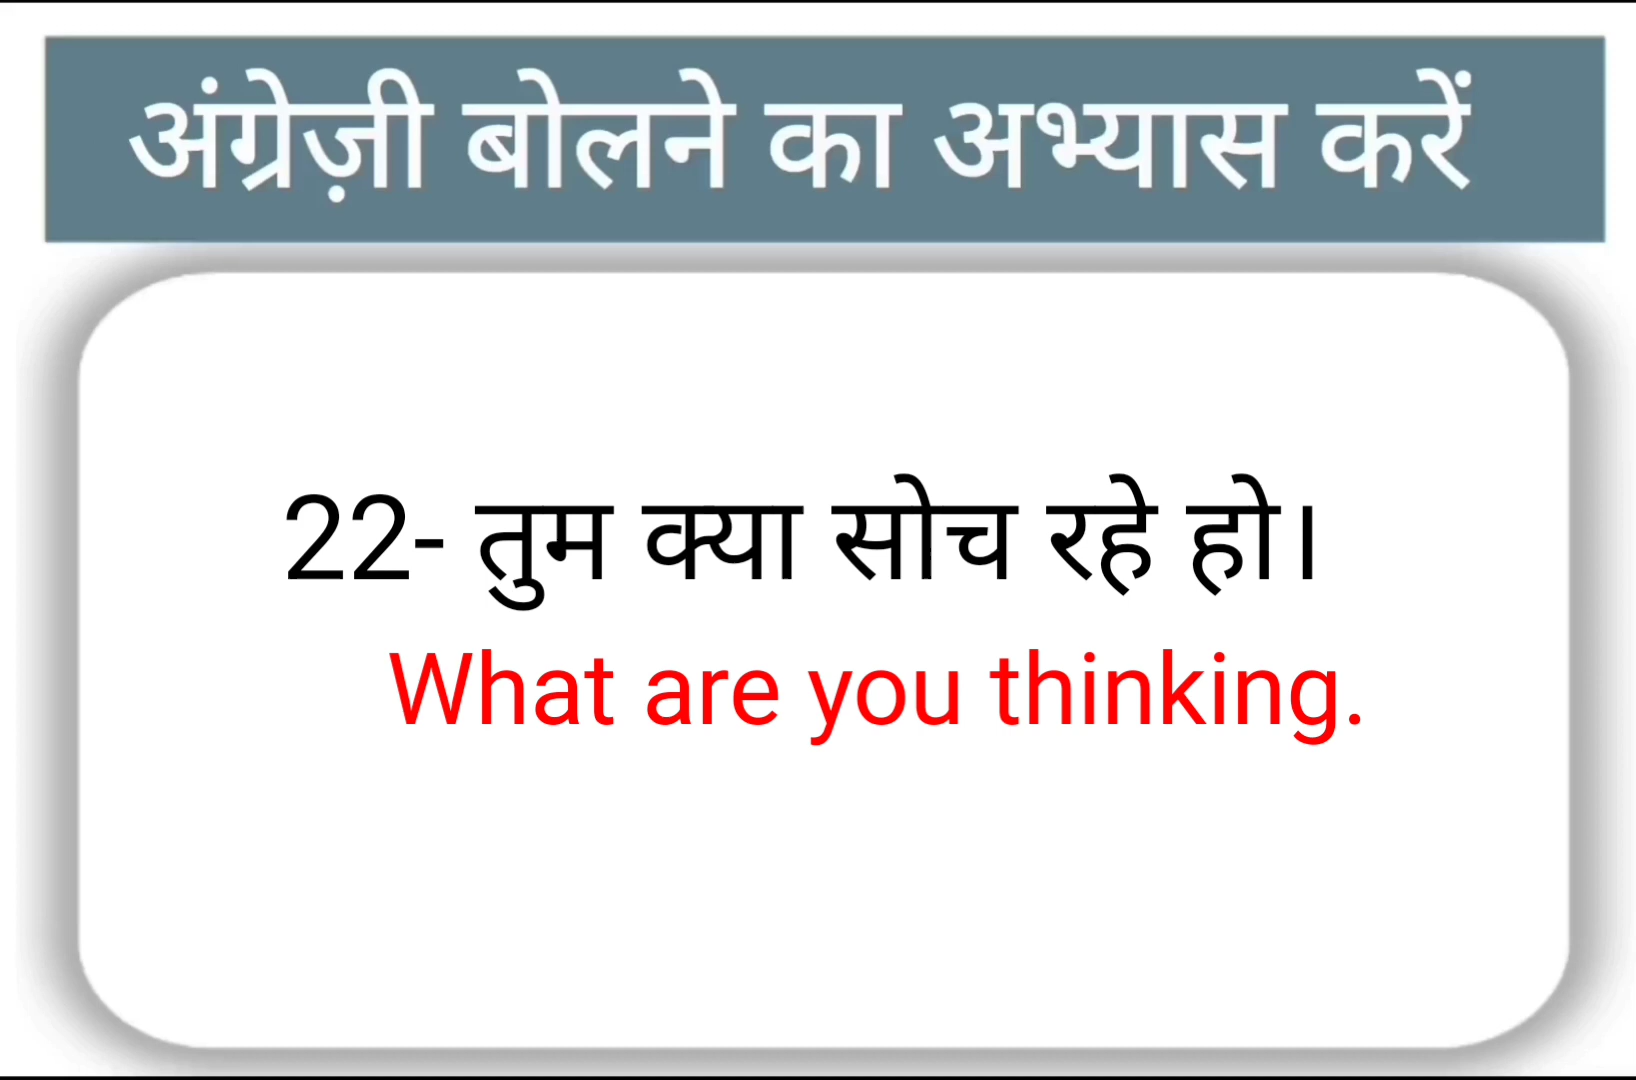 अंग्रेज़ी बोलने का अभ्यास करें
22- तुम क्या सोच रहे हो।
What are you thinking.